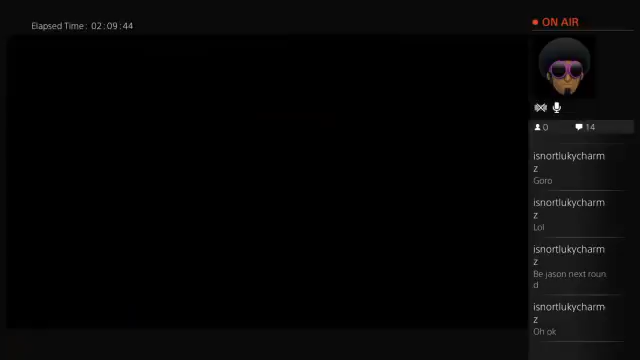 Elapsed Time: 02:09:44
ON AIR
0 14
isnortlukycharm
z
Goro
isnortlukycharm
z
Lol
isnortlukycharm
z
Be jason next roun
d
isnortlukycharm
z
Oh ok